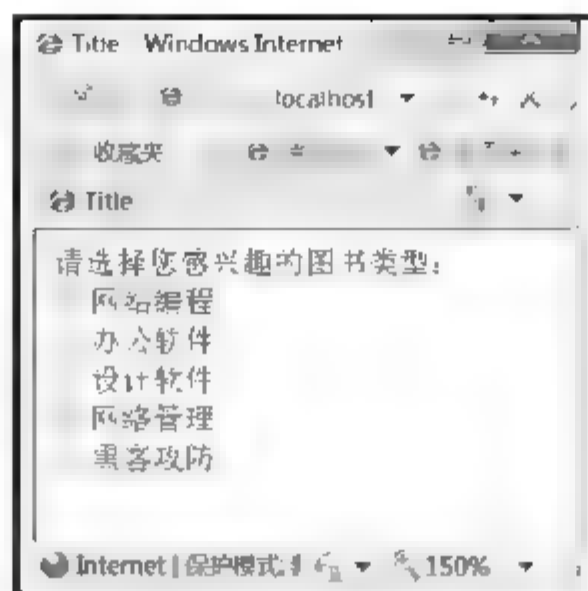 Title Windows Internet
localhost
收藏夹
Title
请选择您感兴趣的图书类型：
网站编程
办公软件
设计软件
网络管理
黑客攻防
Internet | 保护模式: 150%